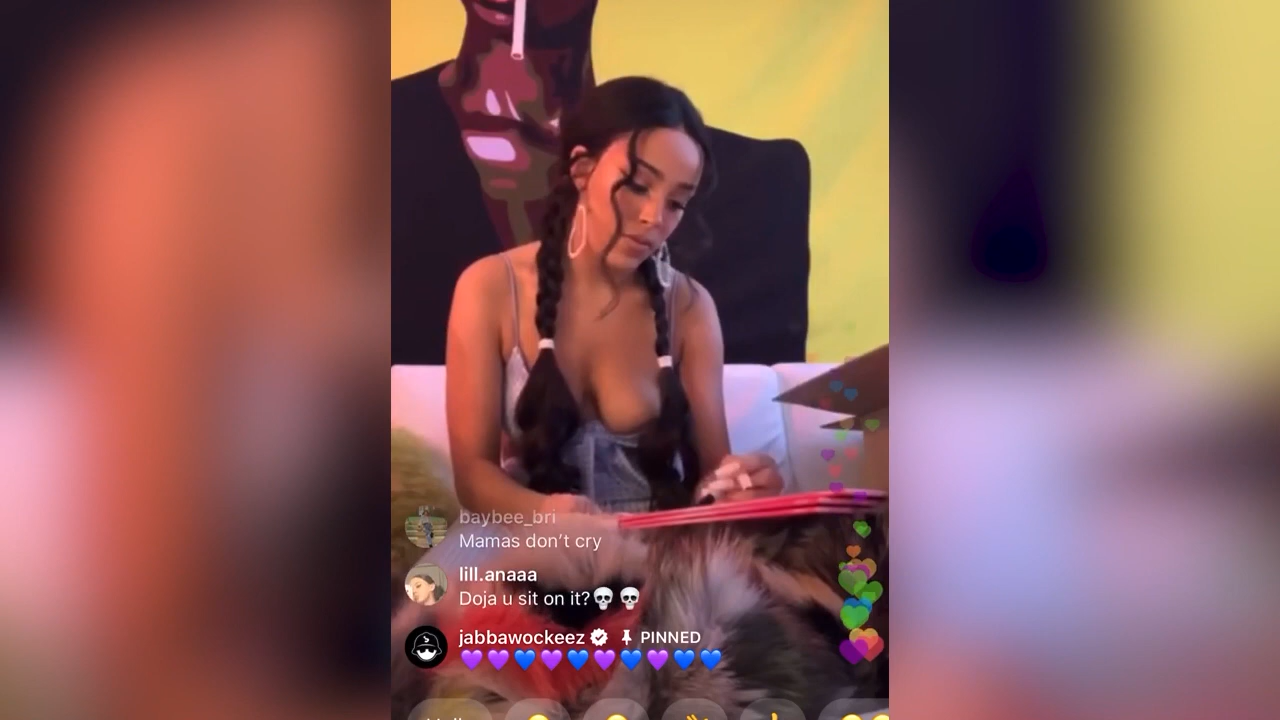 baybee_bri
Mamas don’t cry
lill.anaaa
Doja u sit on it?💀💀
jabbawockeez PINNED
💜💜💙💜💙💜💙💜💙💙